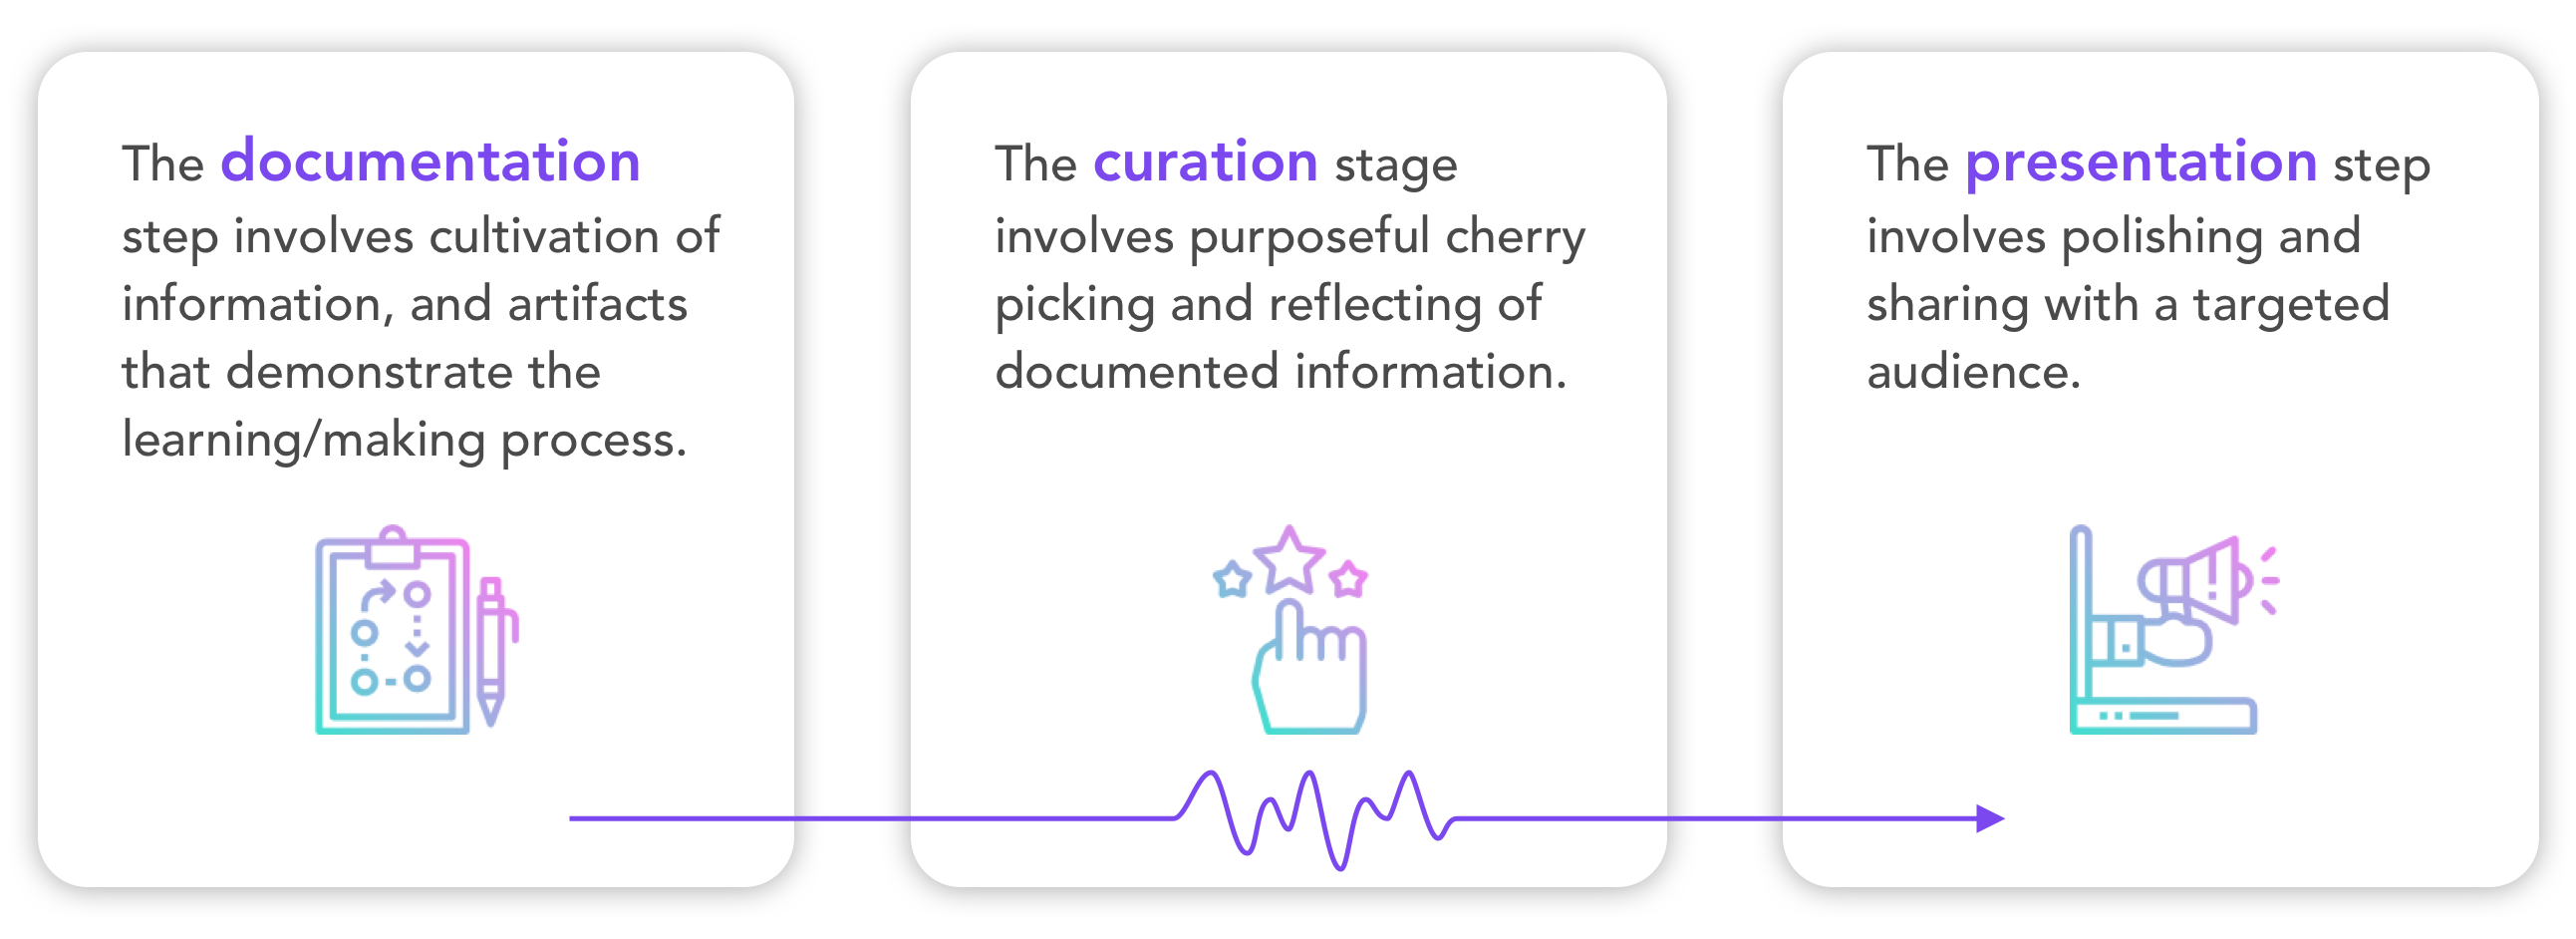 The documentation
step involves cultivation of
information, and artifacts
that demonstrate the
learning/making process.
The curation stage
involves purposeful cherry
picking and reflecting of
documented information.
The presentation step
involves polishing and
sharing with a targeted
audience.